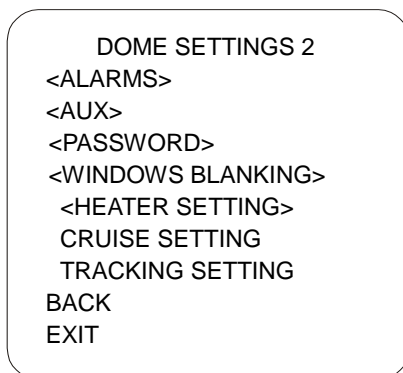 DOME SETTINGS 2
<ALARMS>
<AUX>
<PASSWORD>
<WINDOWS BLANKING>
<HEATER SETTING>
CRUISE SETTING
TRACKING SETTING
BACK
EXIT